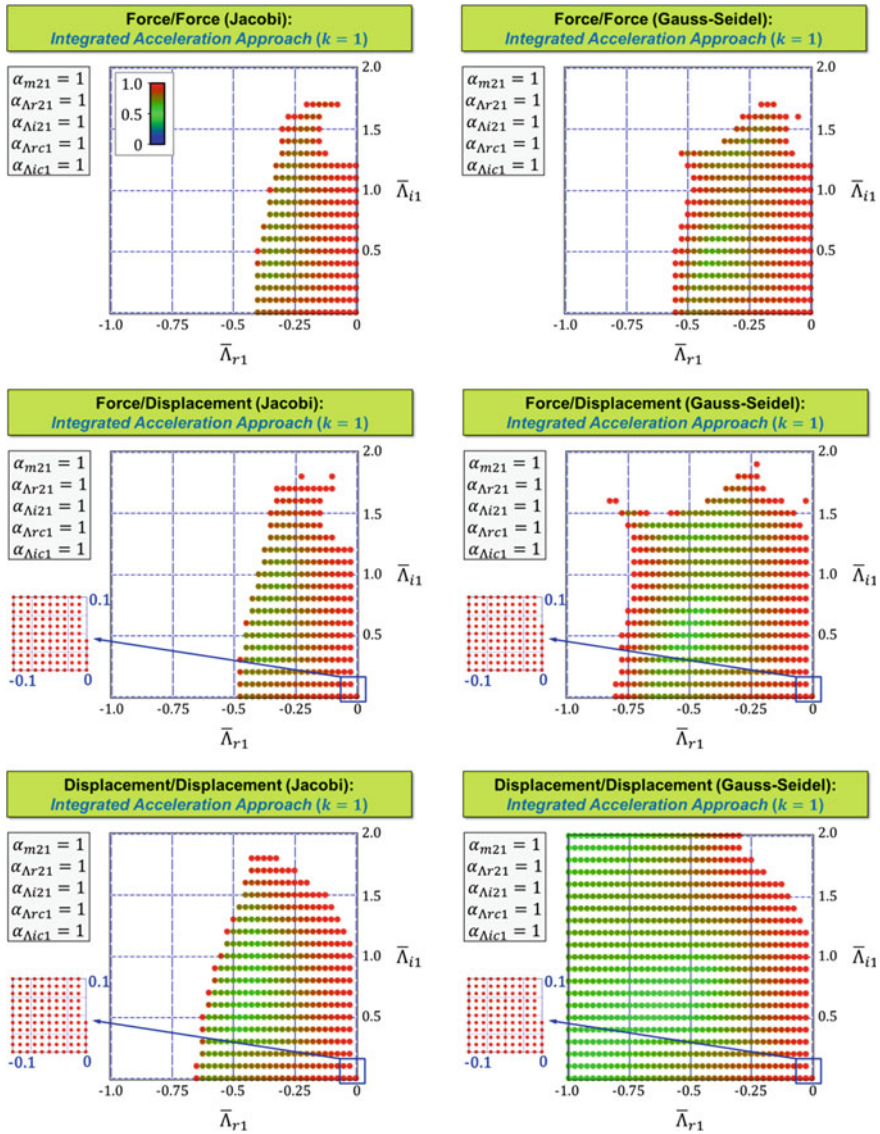 Force/Force (Jacobi):
Integrated Acceleration Approach (k = 1)
α_m21 = 1
α_Λr21 = 1
α_Λi21 = 1
α_Λrc1 = 1
α_Λic1 = 1
1.0
0
2.0
1.5
1.0
0.5
Λ̅_i1
-1.0 -0.75 -0.5 -0.25 0
Λ̅_r1
Force/Force (Gauss-Seidel):
Integrated Acceleration Approach (k = 1)
α_m21 = 1
α_Λr21 = 1
α_Λi21 = 1
α_Λrc1 = 1
α_Λic1 = 1
2.0
1.5
1.0
0.5
Λ̅_i1
-1.0 -0.75 -0.5 -0.25 0
Λ̅_r1
Force/Displacement (Jacobi):
Integrated Acceleration Approach (k = 1)
α_m21 = 1
α_Λr21 = 1
α_Λi21 = 1
α_Λrc1 = 1
α_Λic1 = 1
0.1
-0.1 0
2.0
1.5
1.0
0.5
Λ̅_i1
-1.0 -0.75 -0.5 -0.25 0
Λ̅_r1
Force/Displacement (Gauss-Seidel):
Integrated Acceleration Approach (k = 1)
α_m21 = 1
α_Λr21 = 1
α_Λi21 = 1
α_Λrc1 = 1
α_Λic1 = 1
0.1
-0.1 0
2.0
1.5
1.0
0.5
Λ̅_i1
-1.0 -0.75 -0.5 -0.25 0
Λ̅_r1
Displacement/Displacement (Jacobi):
Integrated Acceleration Approach (k = 1)
α_m21 = 1
α_Λr21 = 1
α_Λi21 = 1
α_Λrc1 = 1
α_Λic1 = 1
0.1
-0.1 0
2.0
1.5
1.0
0.5
Λ̅_i1
-1.0 -0.75 -0.5 -0.25 0
Λ̅_r1
Displacement/Displacement (Gauss-Seidel):
Integrated Acceleration Approach (k = 1)
α_m21 = 1
α_Λr21 = 1
α_Λi21 = 1
α_Λrc1 = 1
α_Λic1 = 1
0.1
-0.1 0
2.0
1.5
1.0
0.5
Λ̅_i1
-1.0 -0.75 -0.5 -0.25 0
Λ̅_r1